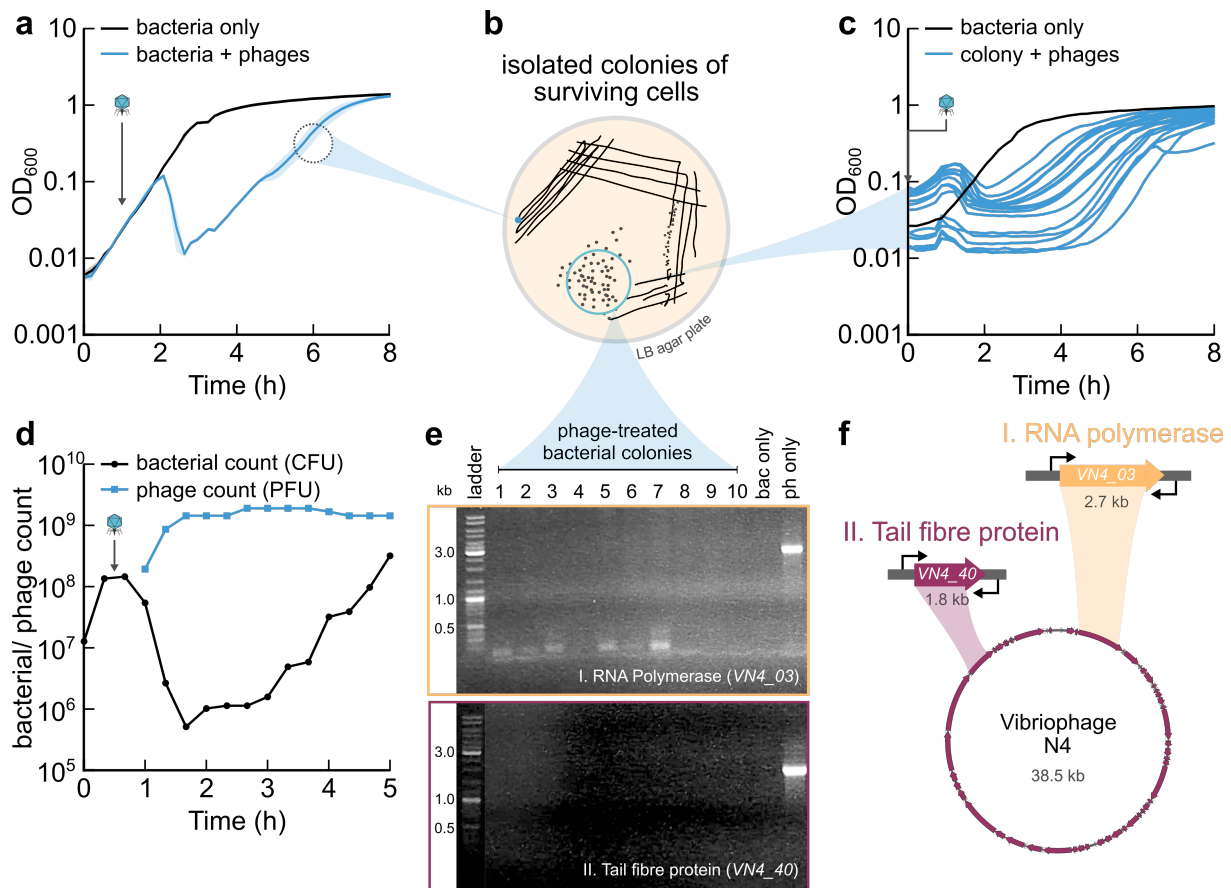 a
bacteria only
bacteria + phages
10
1
0.1
0.01
0.001
OD600
0 2 4 6 8
Time (h)
b
isolated colonies of
surviving cells
LB agar plate
c
bacteria only
colony + phages
10
1
0.1
0.01
0.001
OD600
0 2 4 6 8
Time (h)
d
bacterial count (CFU)
phage count (PFU)
10^10
10^9
10^8
10^7
10^6
10^5
bacterial/ phage count
0 1 2 3 4 5
Time (h)
e
phage-treated
bacterial colonies
kb
ladder
1 2 3 4 5 6 7 8 9 10
bac only
ph only
3.0
1.0
0.5
I. RNA Polymerase (VN4_03)
3.0
1.0
0.5
II. Tail fibre protein (VN4_40)
f
I. RNA polymerase
VN4_03
2.7 kb
II. Tail fibre protein
VN4_40
1.8 kb
Vibriophage
N4
38.5 kb